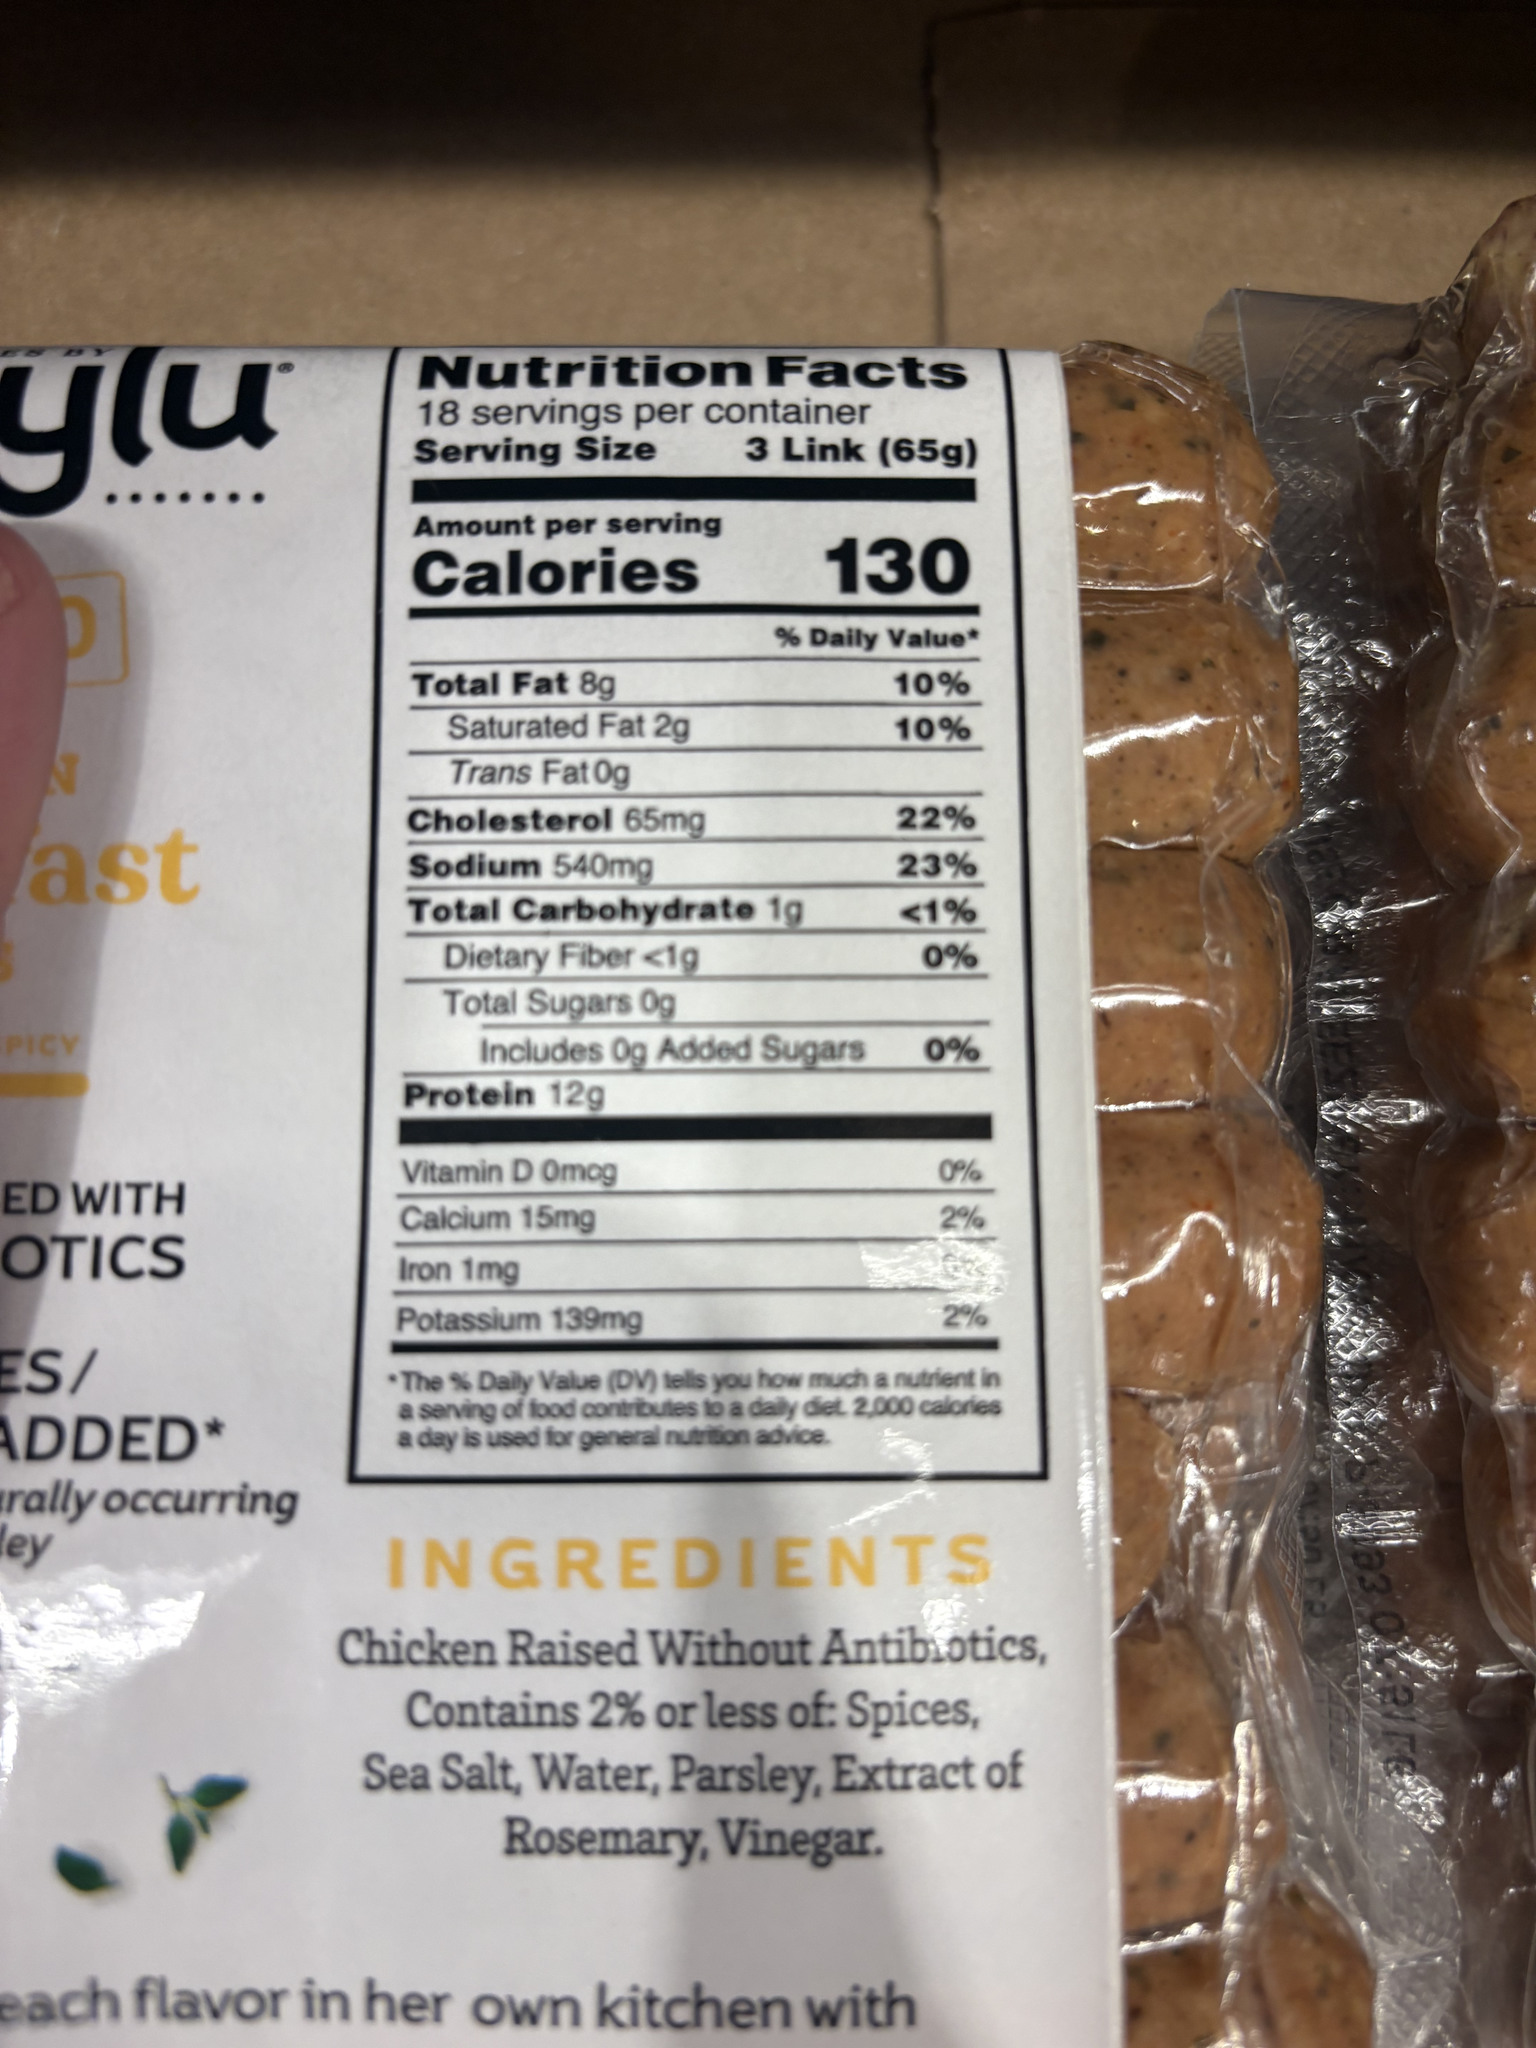 ES BY
ylu®
Nutrition Facts
18 servings per container
Serving Size 3 Link (65g)
Amount per serving
Calories 130
% Daily Value*
Total Fat 8g 10%
Saturated Fat 2g 10%
Trans Fat 0g
Cholesterol 65mg 22%
Sodium 540mg 23%
Total Carbohydrate 1g <1%
Dietary Fiber <1g 0%
Total Sugars 0g
Includes 0g Added Sugars 0%
Protein 12g
Vitamin D 0mcg 0%
Calcium 15mg 2%
Iron 1mg
Potassium 139mg 2%
*The % Daily Value (DV) tells you how much a nutrient in
a serving of food contributes to a daily diet. 2,000 calories
a day is used for general nutrition advice.
N
ast
S
SPICY
ED WITH
OTICS
ES/
ADDED*
urally occurring
ley
INGREDIENTS
Chicken Raised Without Antibiotics,
Contains 2% or less of: Spices,
Sea Salt, Water, Parsley, Extract of
Rosemary, Vinegar.
each flavor in her own kitchen with